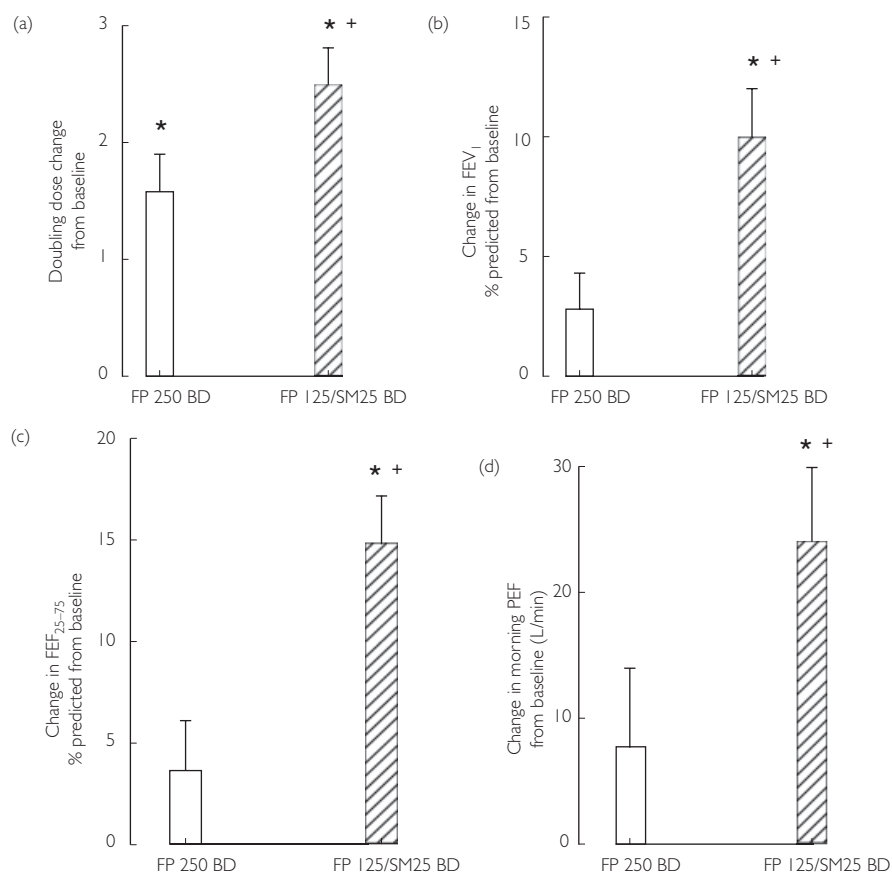 (a)
3
2
1
0
Doubling dose change
from baseline
*
* +
FP 250 BD
FP 125/SM25 BD
(b)
15
10
5
0
Change in FEV₁
% predicted from baseline
* +
FP 250 BD
FP 125/SM25 BD
(c)
20
15
10
5
0
Change in FEF₂₅₋₇₅
% predicted from baseline
* +
FP 250 BD
FP 125/SM25 BD
(d)
30
20
10
0
Change in morning PEF
from baseline (L/min)
* +
FP 250 BD
FP 125/SM25 BD